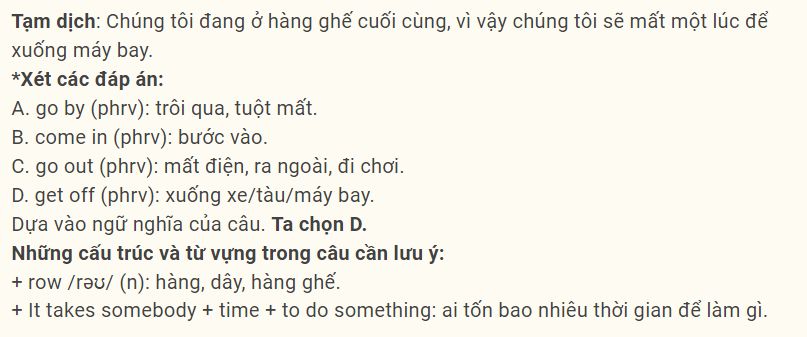 Tạm dịch: Chúng tôi đang ở hàng ghế cuối cùng, vì vậy chúng tôi sẽ mất một lúc để
xuống máy bay.
*Xét các đáp án:
A. go by (phrv): trôi qua, tuột mất.
B. come in (phrv): bước vào.
C. go out (phrv): mất điện, ra ngoài, đi chơi.
D. get off (phrv): xuống xe/tàu/máy bay.
Dựa vào ngữ nghĩa của câu. Ta chọn D.
Những cấu trúc và từ vựng trong câu cần lưu ý:
+ row /rəʊ/ (n): hàng, dây, hàng ghế.
+ It takes somebody + time + to do something: ai tốn bao nhiêu thời gian để làm gì.